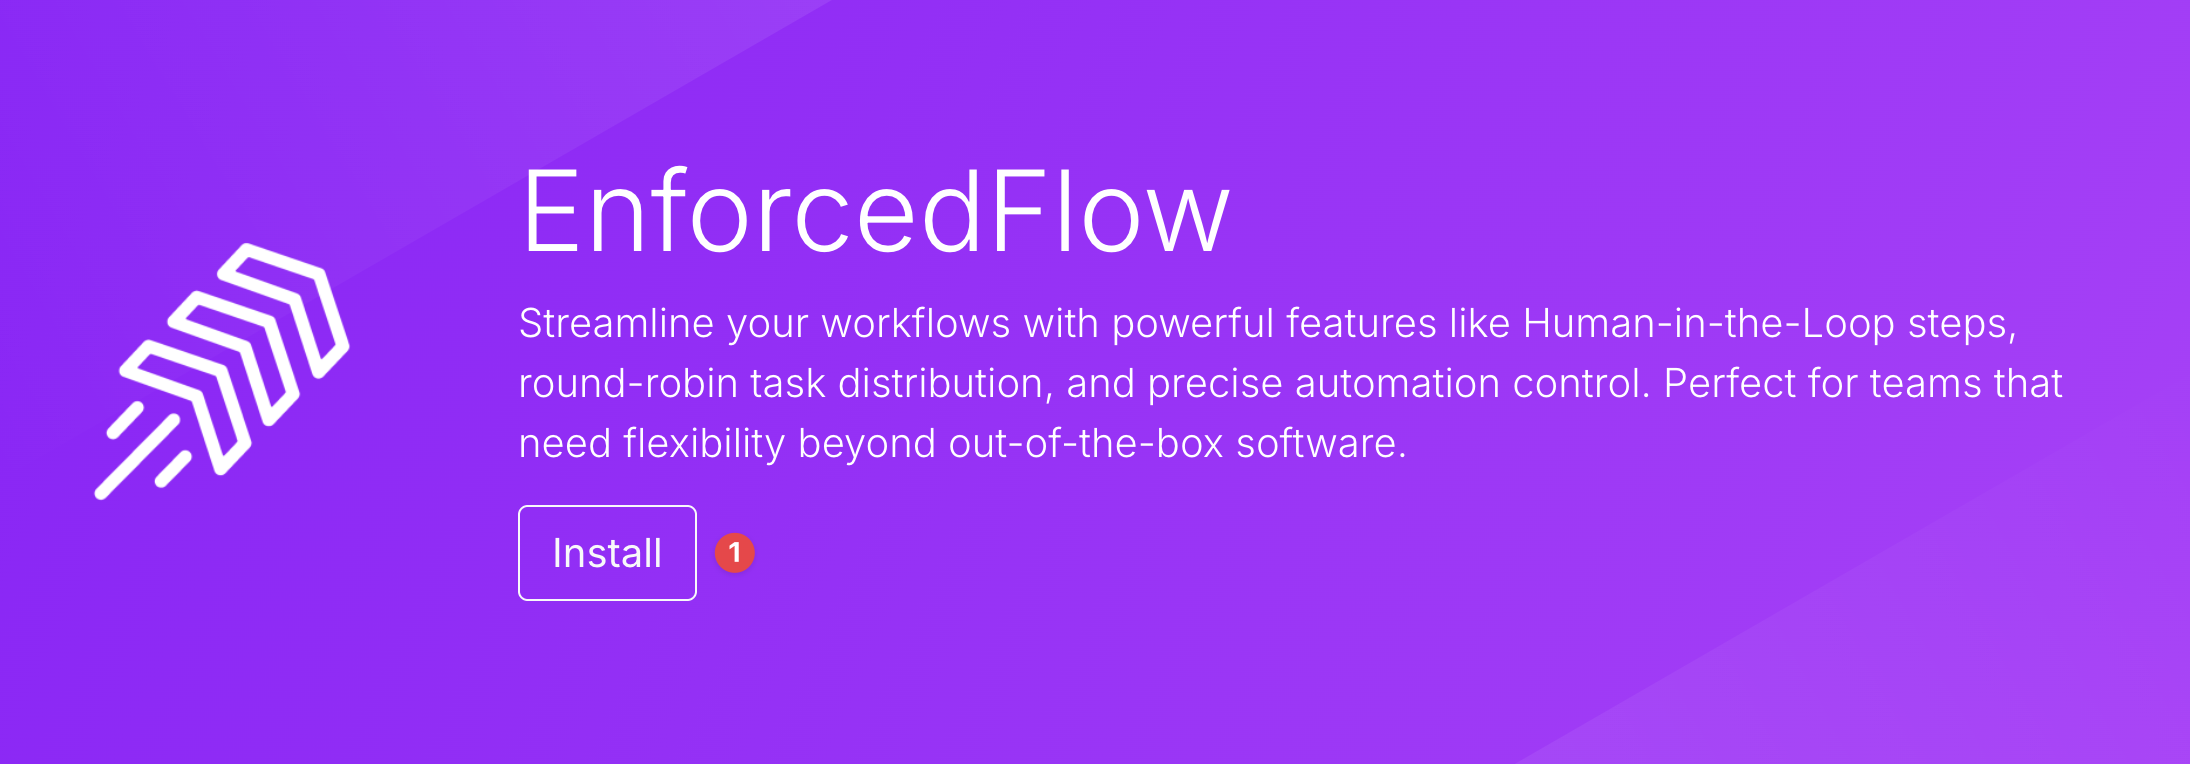 EnforcedFlow
Streamline your workflows with powerful features like Human-in-the-Loop steps,
round-robin task distribution, and precise automation control. Perfect for teams that
need flexibility beyond out-of-the-box software.
Install 1